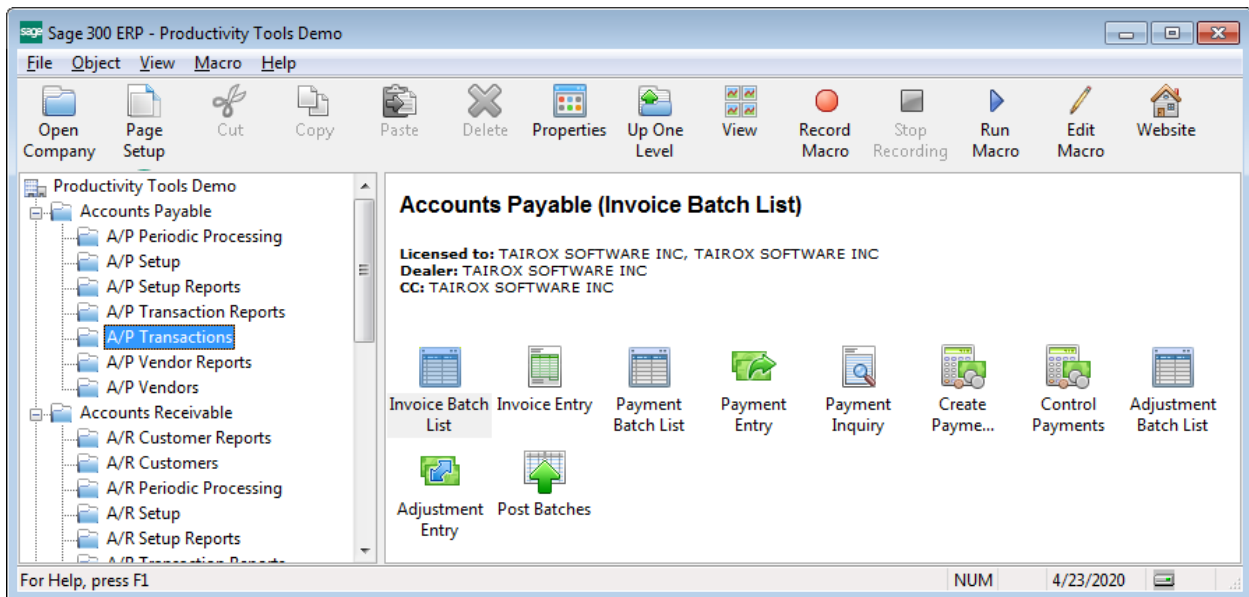 sage Sage 300 ERP - Productivity Tools Demo
File Object View Macro Help
Open Company
Page Setup
Cut
Copy
Paste
Delete
Properties
Up One Level
View
Record Macro
Stop Recording
Run Macro
Edit Macro
Website
Productivity Tools Demo
Accounts Payable
A/P Periodic Processing
A/P Setup
A/P Setup Reports
A/P Transaction Reports
A/P Transactions
A/P Vendor Reports
A/P Vendors
Accounts Receivable
A/R Customer Reports
A/R Customers
A/R Periodic Processing
A/R Setup
A/R Setup Reports
A/R Transaction Reports
Accounts Payable (Invoice Batch List)
Licensed to: TAIROX SOFTWARE INC, TAIROX SOFTWARE INC
Dealer: TAIROX SOFTWARE INC
CC: TAIROX SOFTWARE INC
Invoice Batch List
Invoice Entry
Payment Batch List
Payment Entry
Payment Inquiry
Create Payme...
Control Payments
Adjustment Batch List
Adjustment Entry
Post Batches
For Help, press F1
NUM
4/23/2020